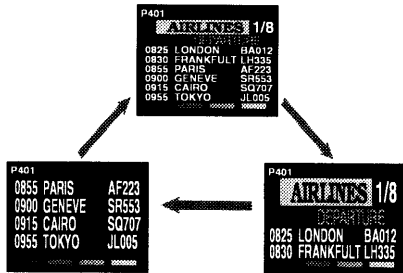 P401
AIRLINES 1/8
DEPARTURE
0825 LONDON BA012
0830 FRANKFULT LH335
0855 PARIS AF223
0900 GENEVE SR553
0915 CAIRO SQ707
0955 TOKYO JL005
P401
0855 PARIS AF223
0900 GENEVE SR553
0915 CAIRO SQ707
0955 TOKYO JL005
P401
AIRLINES 1/8
DEPARTURE
0825 LONDON BA012
0830 FRANKFULT LH335